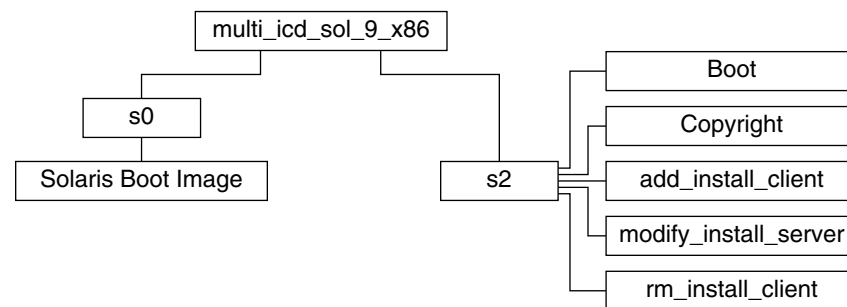 multi_icd_sol_9_x86
Boot
s0
Copyright
Solaris Boot Image
s2
add_install_client
modify_install_server
rm_install_client